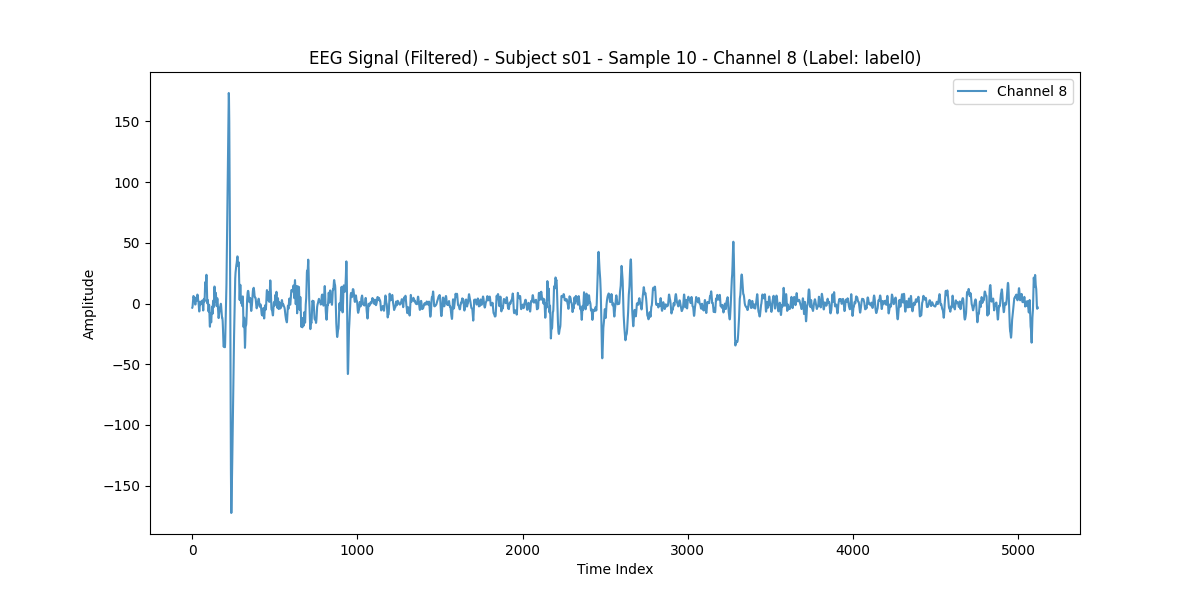 EEG Signal (Filtered) - Subject s01 - Sample 10 - Channel 8 (Label: label0)
Channel 8
150
100
50
0
−50
−100
−150
Amplitude
0 1000 2000 3000 4000 5000
Time Index